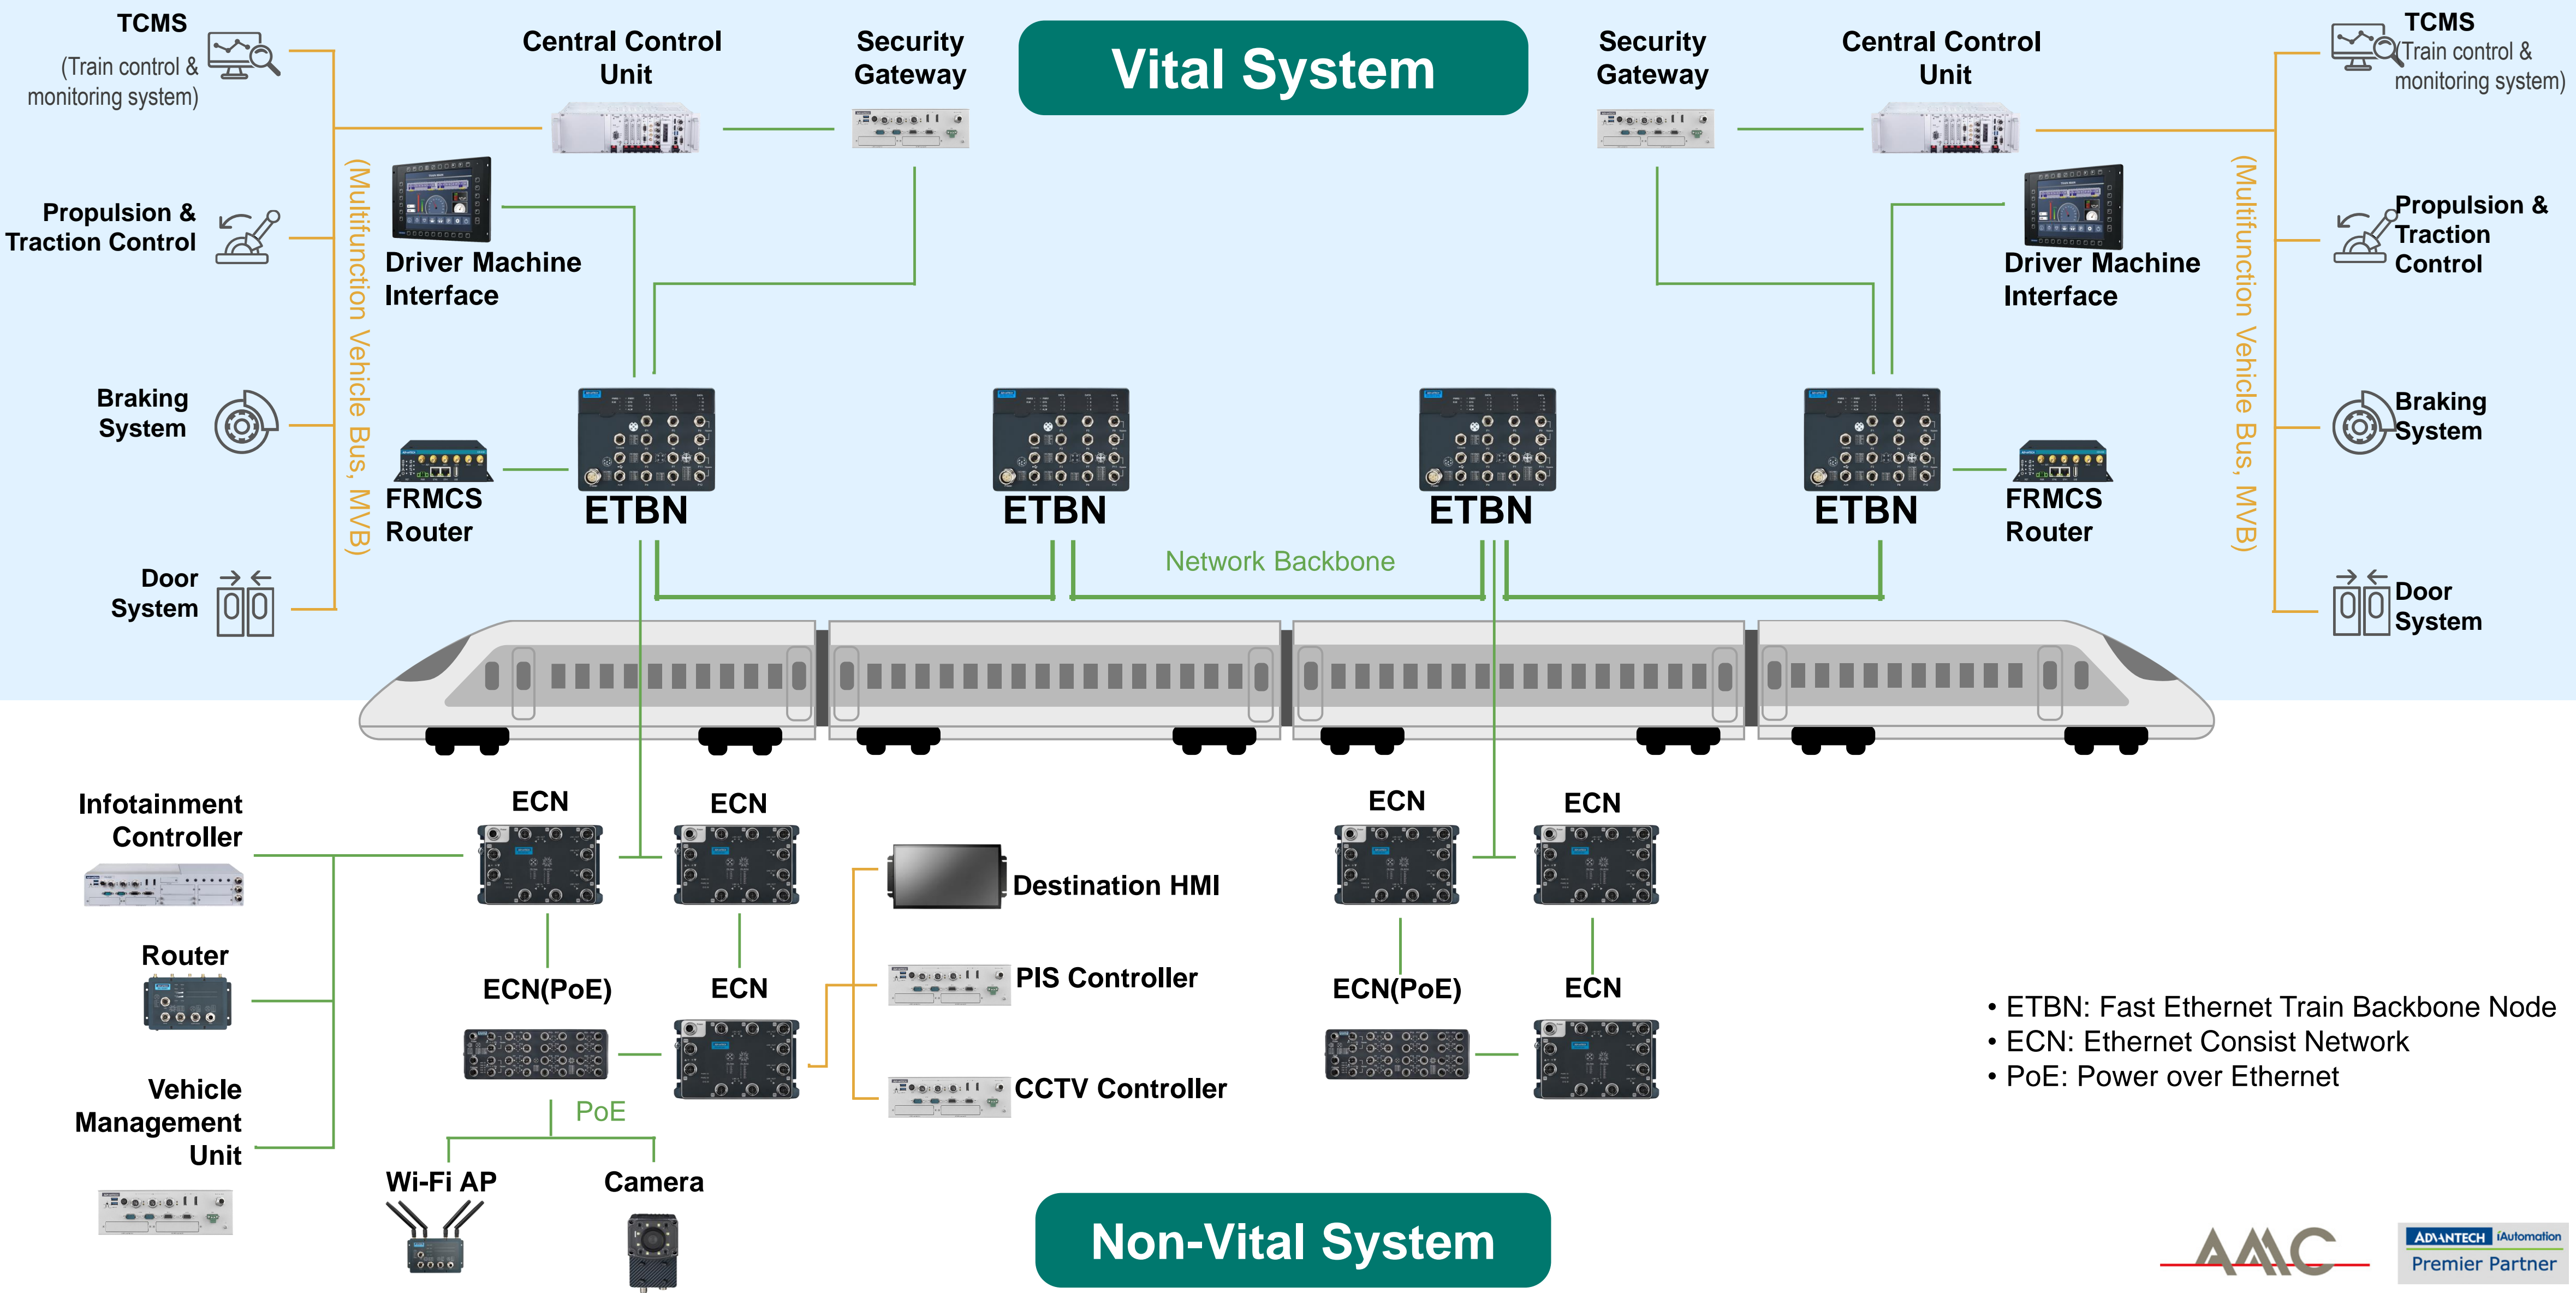 TCMS
(Train control &
monitoring system)
Central Control
Unit
Security
Gateway
Vital System
Security
Gateway
Central Control
Unit
TCMS
(Train control &
monitoring system)
Propulsion &
Traction Control
(Multifunction Vehicle Bus, MVB)
Driver Machine
Interface
Driver Machine
Interface
(Multifunction Vehicle Bus, MVB)
Propulsion &
Traction
Control
Braking
System
FRMCS
Router
ETBN
ETBN
ETBN
ETBN
FRMCS
Router
Braking
System
Door
System
Network Backbone
Door
System
Infotainment
Controller
ECN
ECN
ECN
ECN
Destination HMI
Router
ECN(PoE)
ECN
PIS Controller
ECN(PoE)
ECN
Vehicle
Management
Unit
CCTV Controller
PoE
Wi-Fi AP
Camera
• ETBN: Fast Ethernet Train Backbone Node
• ECN: Ethernet Consist Network
• PoE: Power over Ethernet
Non-Vital System
AMC
ADVANTECH iAutomation
Premier Partner